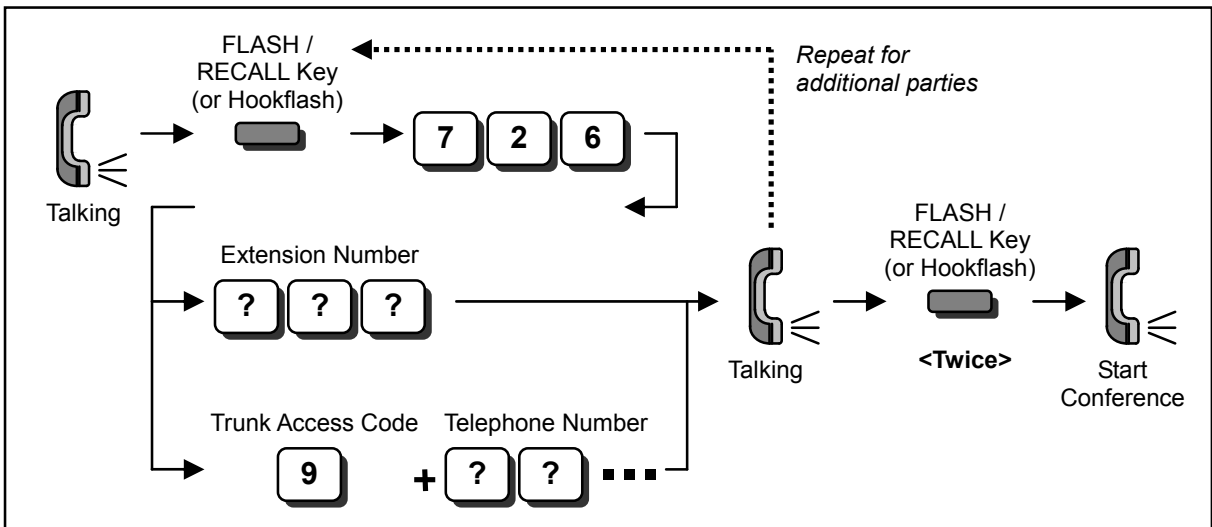 FLASH /
RECALL Key
(or Hookflash)
Repeat for
additional parties
7 2 6
Talking
Extension Number
? ? ?
FLASH /
RECALL Key
(or Hookflash)
Talking
<Twice>
Start
Conference
Trunk Access Code Telephone Number
9 + ? ? ...